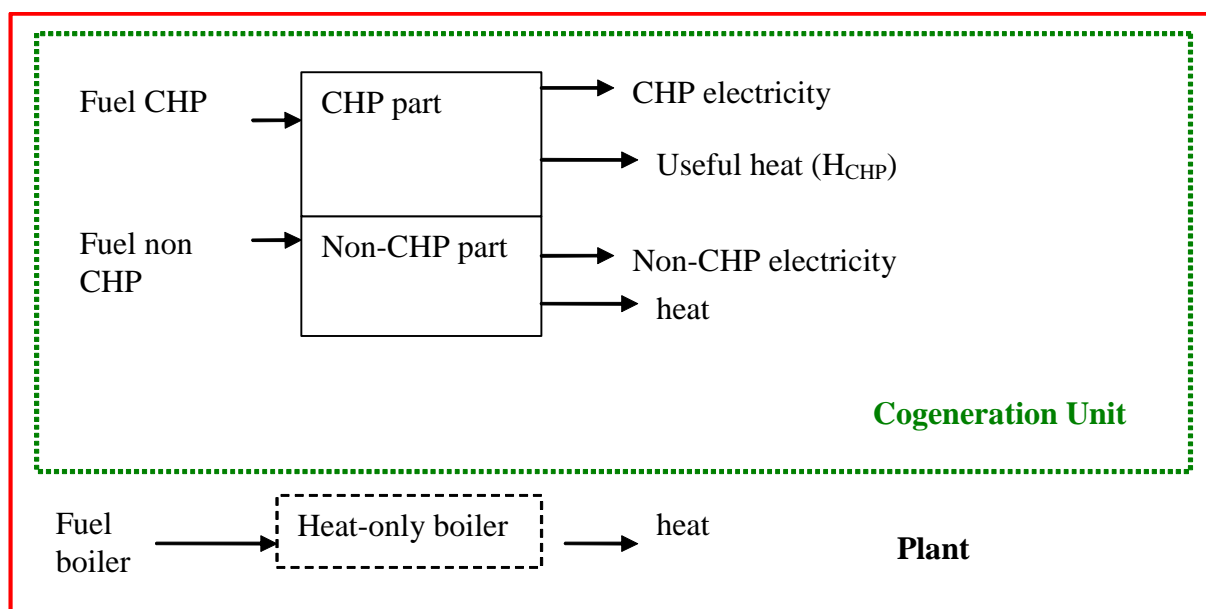 Fuel CHP
CHP part
CHP electricity
Useful heat (HCHP)
Fuel non
CHP
Non-CHP part
Non-CHP electricity
heat
Cogeneration Unit
Fuel
boiler
Heat-only boiler
heat
Plant